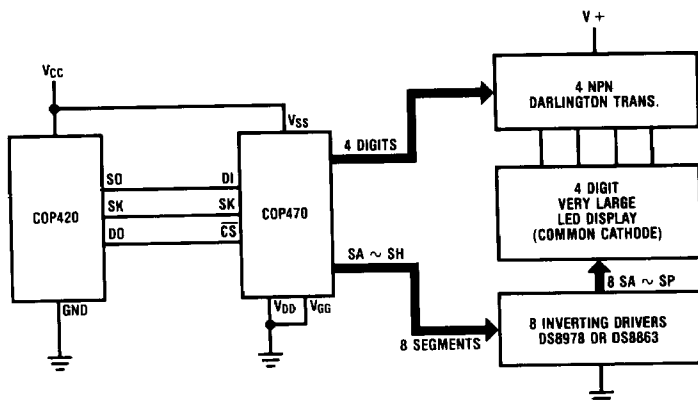 V+
VCC
4 NPN
DARLINGTON TRANS.
VSS
4 DIGITS
SO
DI
COP420
SK
SK
COP470
DO
CS
4 DIGIT
VERY LARGE
LED DISPLAY
(COMMON CATHODE)
SA ~ SH
8 SA ~ SP
GND
VDD
VGG
8 SEGMENTS
8 INVERTING DRIVERS
DS8978 OR DS8863